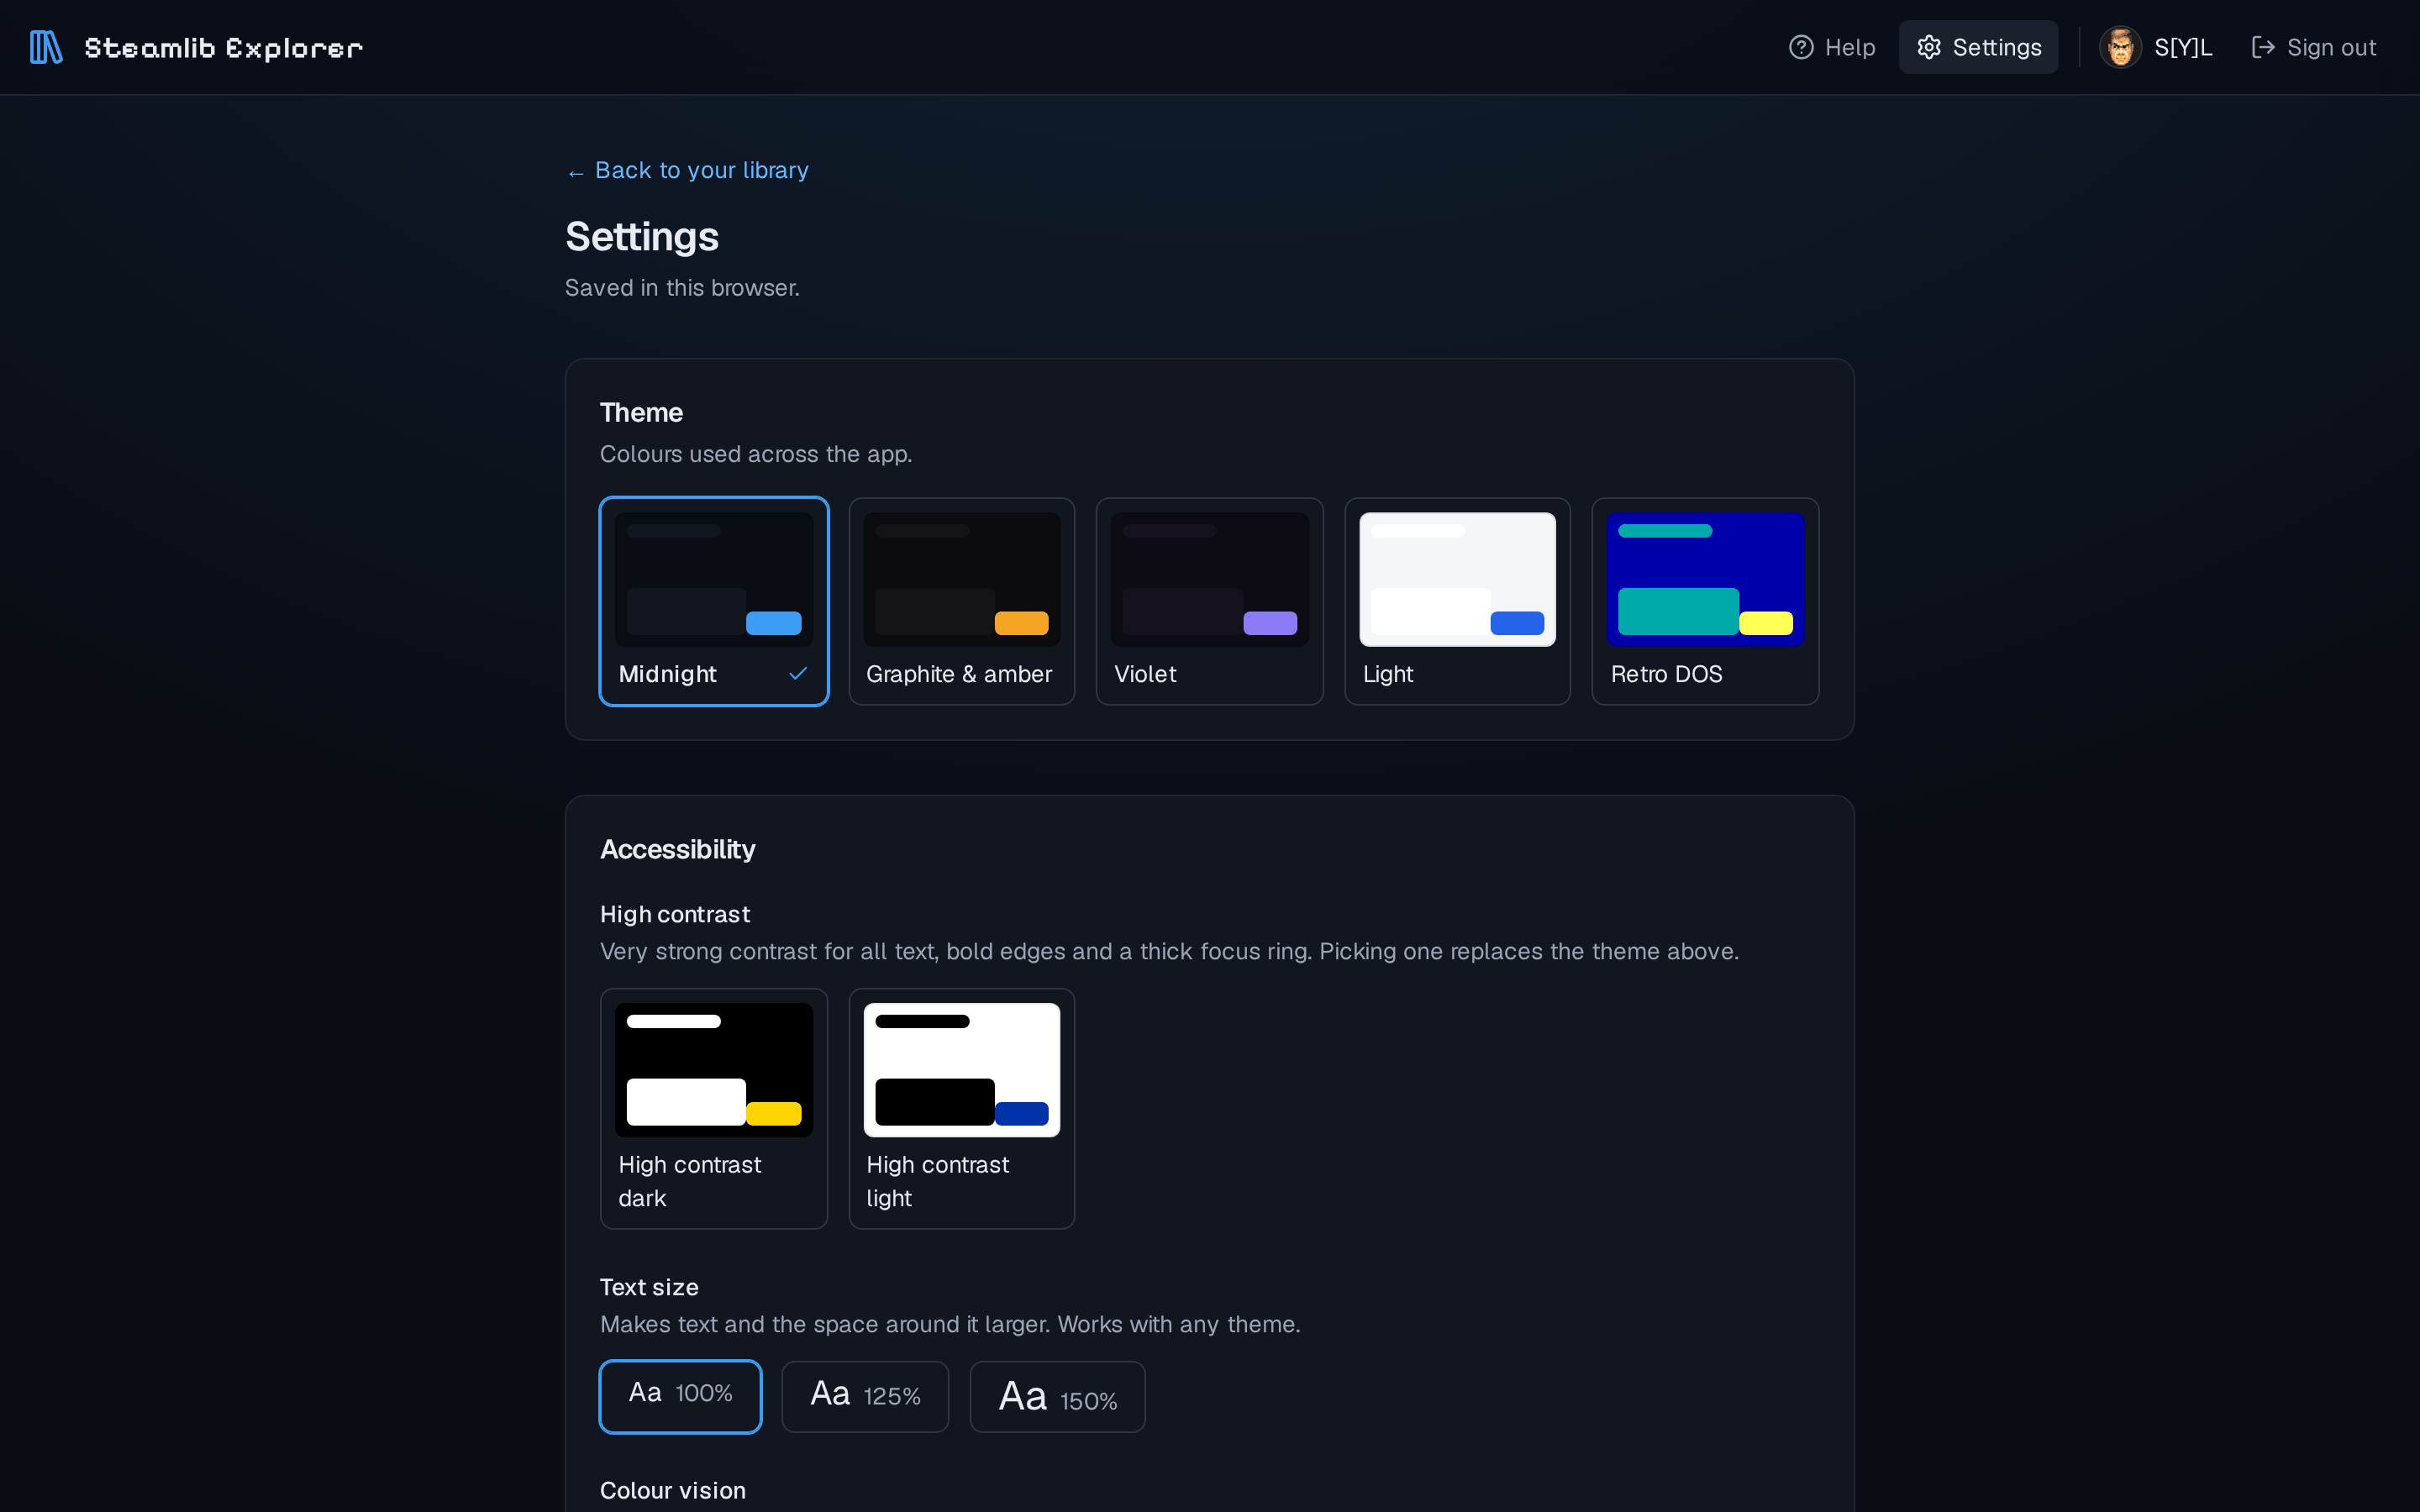 Steamlib Explorer
Help
Settings
S[Y]L
Sign out
← Back to your library
Settings
Saved in this browser.
Theme
Colours used across the app.
Midnight
Graphite & amber
Violet
Light
Retro DOS
Accessibility
High contrast
Very strong contrast for all text, bold edges and a thick focus ring. Picking one replaces the theme above.
High contrast
dark
High contrast
light
Text size
Makes text and the space around it larger. Works with any theme.
Aa 100%
Aa 125%
Aa 150%
Colour vision